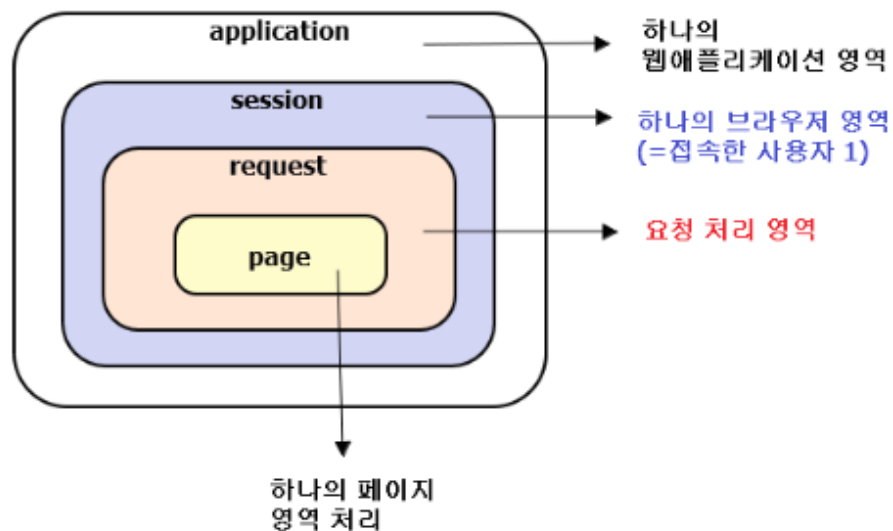 application
하나의
웹애플리케이션 영역
session
하나의 브라우저 영역
(=접속한 사용자 1)
request
요청 처리 영역
page
하나의 페이지
영역 처리